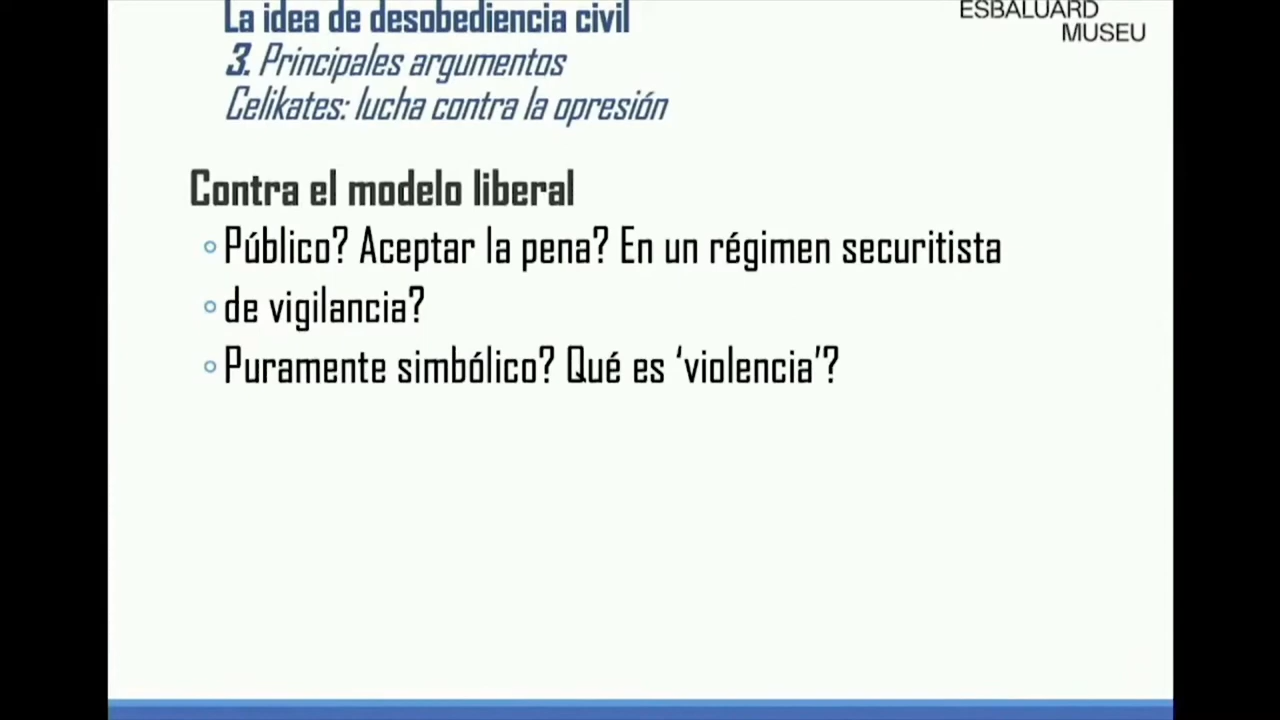 La idea de desobediencia civil
ESBALUARD
MUSEU
3. Principales argumentos
Celikates: lucha contra la opresión
Contra el modelo liberal
◦ Público? Aceptar la pena? En un régimen securitista
◦ de vigilancia?
◦ Puramente simbólico? Qué es ‘violencia’?